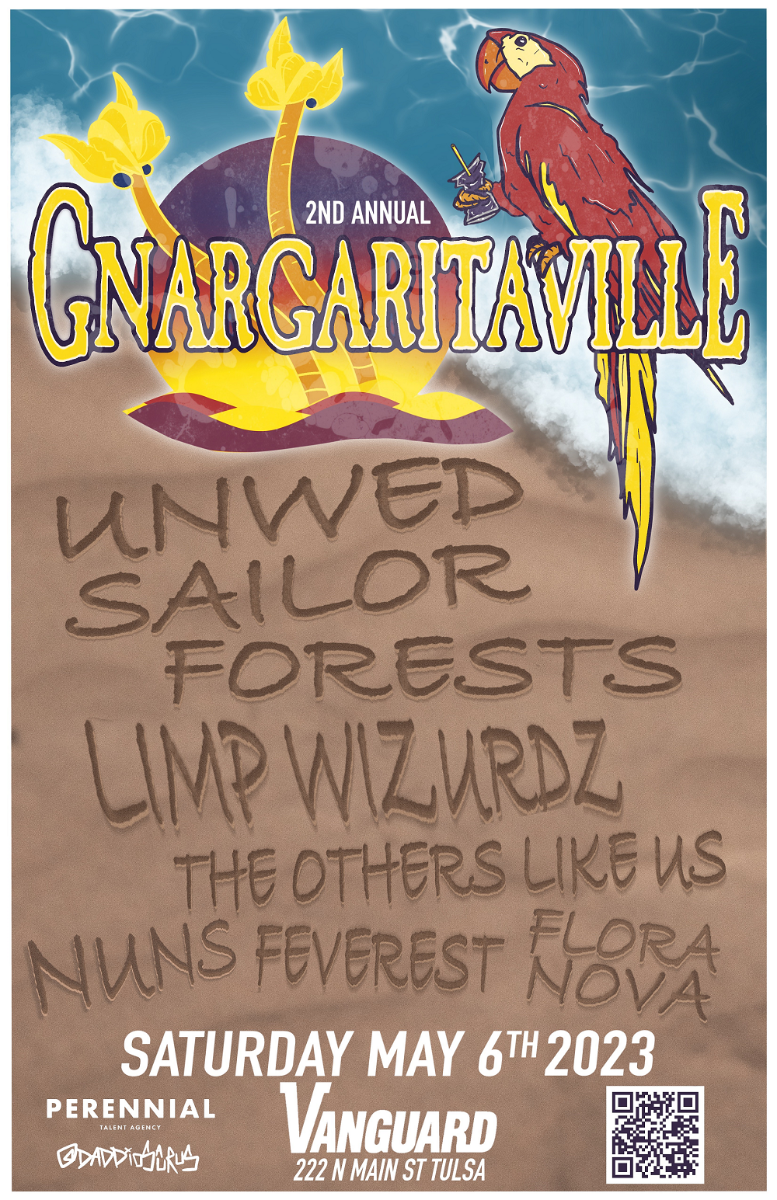 2ND ANNUAL
GNARGARITAVILLE
UNWED
SAILOR
FORESTS
LIMP WIZURDZ
THE OTHERS LIKE US
NUNS FEVEREST FLORA NOVA
SATURDAY MAY 6TH 2023
PERENNIAL
TALENT AGENCY
@DADDIOSCRUS
VANGUARD
222 N MAIN ST TULSA